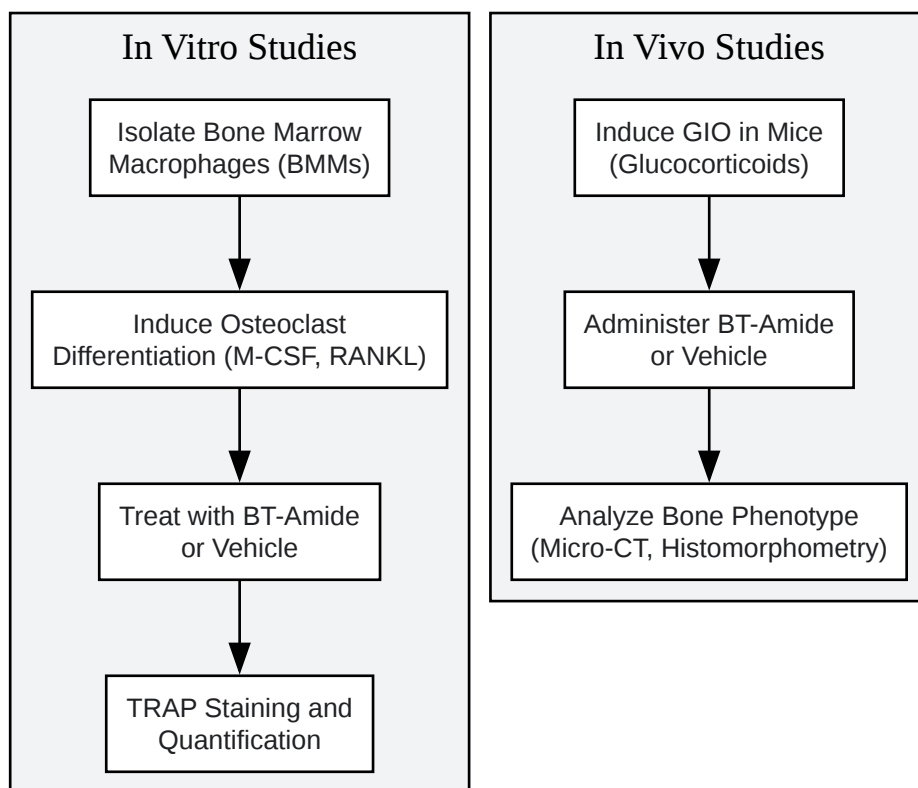 In Vitro Studies
Isolate Bone Marrow
Macrophages (BMMs)
Induce Osteoclast
Differentiation (M-CSF, RANKL)
Treat with BT-Amide
or Vehicle
TRAP Staining and
Quantification
In Vivo Studies
Induce GIO in Mice
(Glucocorticoids)
Administer BT-Amide
or Vehicle
Analyze Bone Phenotype
(Micro-CT, Histomorphometry)